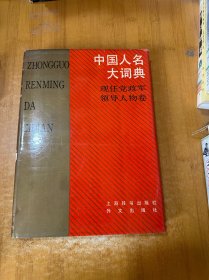 ZHONGGUO
RENMING
DA
CIDIAN
中国人名
大词典
现任党政军
领导人物卷
上海辞书出版社
外文出版社